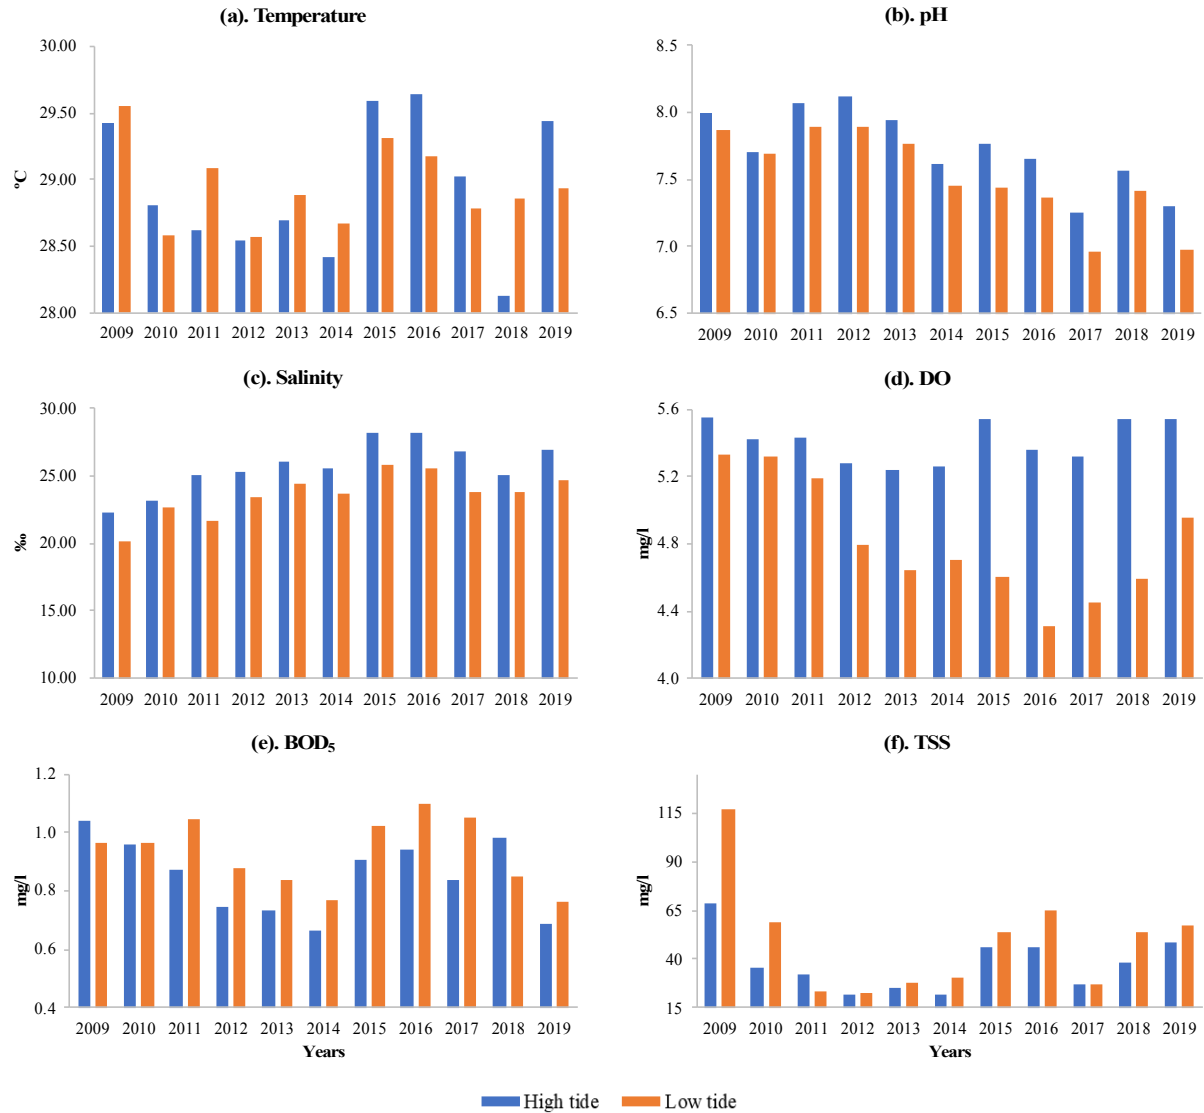 (a). Temperature
30.00
29.50
29.00
28.50
28.00
ºC
2009 2010 2011 2012 2013 2014 2015 2016 2017 2018 2019
(b). pH
8.5
8.0
7.5
7.0
6.5
2009 2010 2011 2012 2013 2014 2015 2016 2017 2018 2019
(c). Salinity
30.00
25.00
20.00
15.00
10.00
‰
2009 2010 2011 2012 2013 2014 2015 2016 2017 2018 2019
(d). DO
5.6
5.2
4.8
4.4
4.0
mg/l
2009 2010 2011 2012 2013 2014 2015 2016 2017 2018 2019
(e). BOD₅
1.2
1.0
0.8
0.6
0.4
mg/l
2009 2010 2011 2012 2013 2014 2015 2016 2017 2018 2019
Years
(f). TSS
115
90
65
40
15
mg/l
2009 2010 2011 2012 2013 2014 2015 2016 2017 2018 2019
Years
High tide Low tide